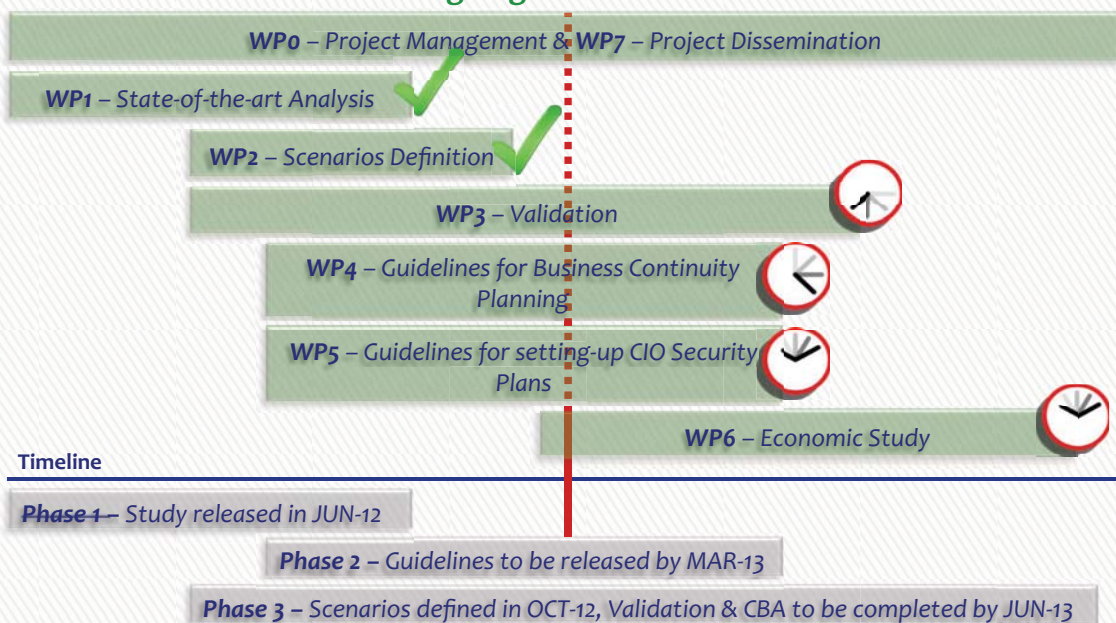 WP0 – Project Management & WP7 – Project Dissemination
WP1 – State-of-the-art Analysis
WP2 – Scenarios Definition
WP3 – Validation
WP4 – Guidelines for Business Continuity
Planning
WP5 – Guidelines for setting-up CIO Security
Plans
WP6 – Economic Study
Timeline
Phase 1 – Study released in JUN-12
Phase 2 – Guidelines to be released by MAR-13
Phase 3 – Scenarios defined in OCT-12, Validation & CBA to be completed by JUN-13